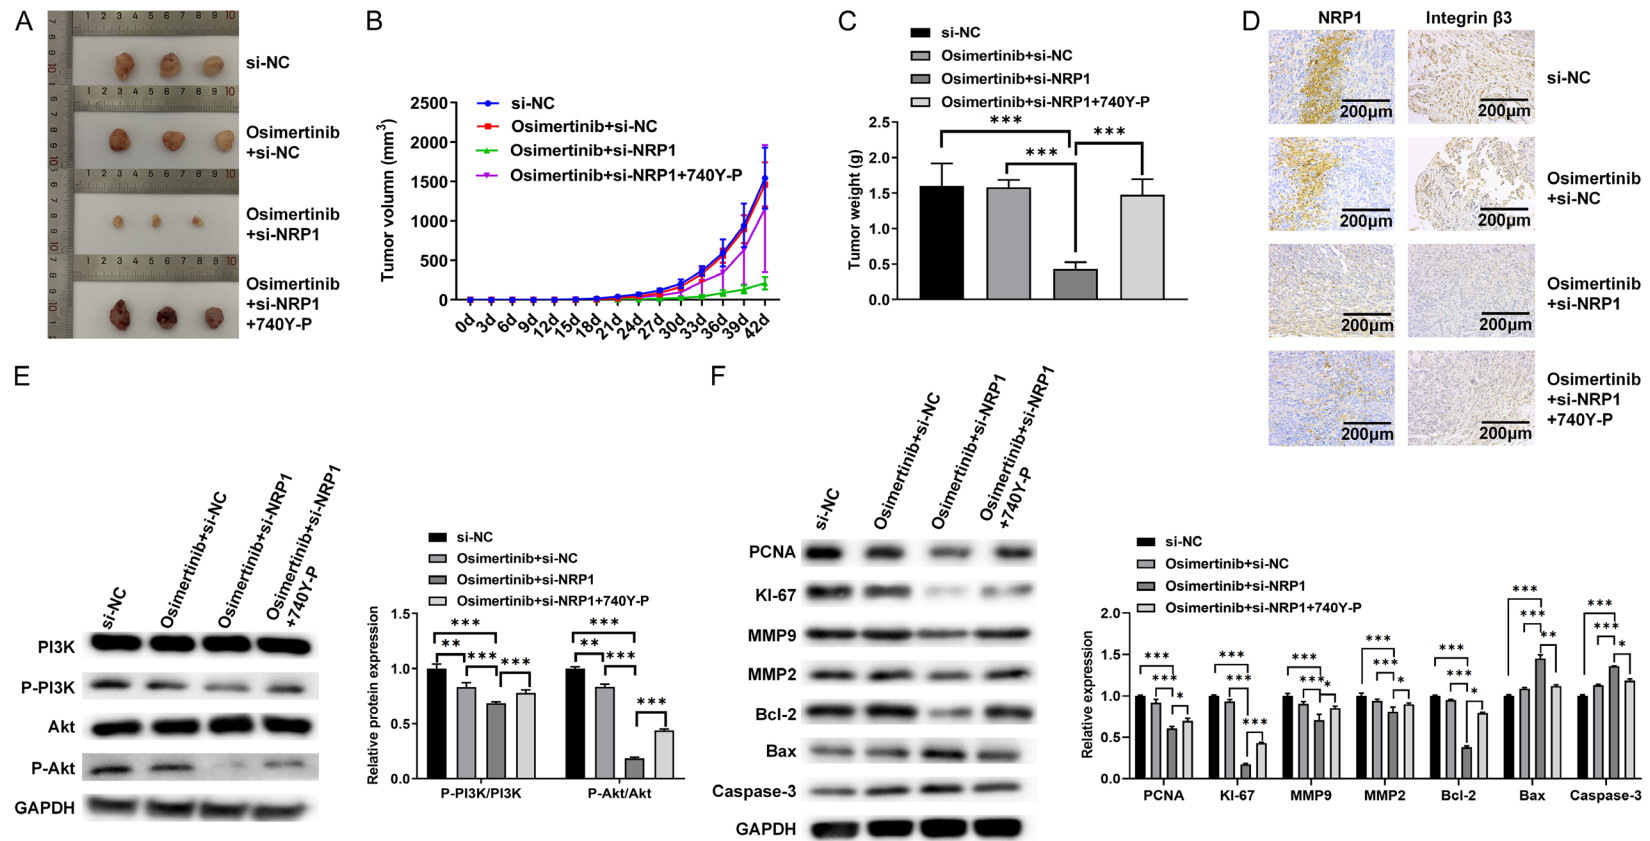 A
si-NC
Osimertinib
+si-NC
Osimertinib
+si-NRP1
Osimertinib
+si-NRP1
+740Y-P
B
si-NC
Osimertinib+si-NC
Osimertinib+si-NRP1
Osimertinib+si-NRP1+740Y-P
Tumor volumn (mm3)
2500
2000
1500
1000
500
0
0d 3d 6d 9d 12d 15d 18d 21d 24d 27d 30d 33d 36d 39d 42d
C
si-NC
Osimertinib+si-NC
Osimertinib+si-NRP1
Osimertinib+si-NRP1+740Y-P
Tumor weight (g)
2.5
2.0
1.5
1.0
0.5
0.0
*** ***
***
D
NRP1 Integrin β3
200μm 200μm
si-NC
200μm 200μm
Osimertinib
+si-NC
200μm 200μm
Osimertinib
+si-NRP1
200μm 200μm
Osimertinib
+si-NRP1
+740Y-P
E
si-NC
Osimertinib+si-NC
Osimertinib+si-NRP1
Osimertinib+si-NRP1
+740Y-P
PI3K
P-PI3K
Akt
P-Akt
GAPDH
si-NC
Osimertinib+si-NC
Osimertinib+si-NRP1
Osimertinib+si-NRP1+740Y-P
Relative protein expression
1.5
1.0
0.5
0.0
*** ***
** *** *** ** *** ***
P-PI3K/PI3K P-Akt/Akt
F
si-NC
Osimertinib+si-NC
Osimertinib+si-NRP1
Osimertinib+si-NRP1
+740Y-P
PCNA
KI-67
MMP9
MMP2
Bcl-2
Bax
Caspase-3
GAPDH
si-NC
Osimertinib+si-NC
Osimertinib+si-NRP1
Osimertinib+si-NRP1+740Y-P
Relative expression
2.0
1.5
1.0
0.5
0.0
*** *** *** *** *** *** ***
*** *** *** *** *** *** ***
* *** * * * ** *
PCNA KI-67 MMP9 MMP2 Bcl-2 Bax Caspase-3